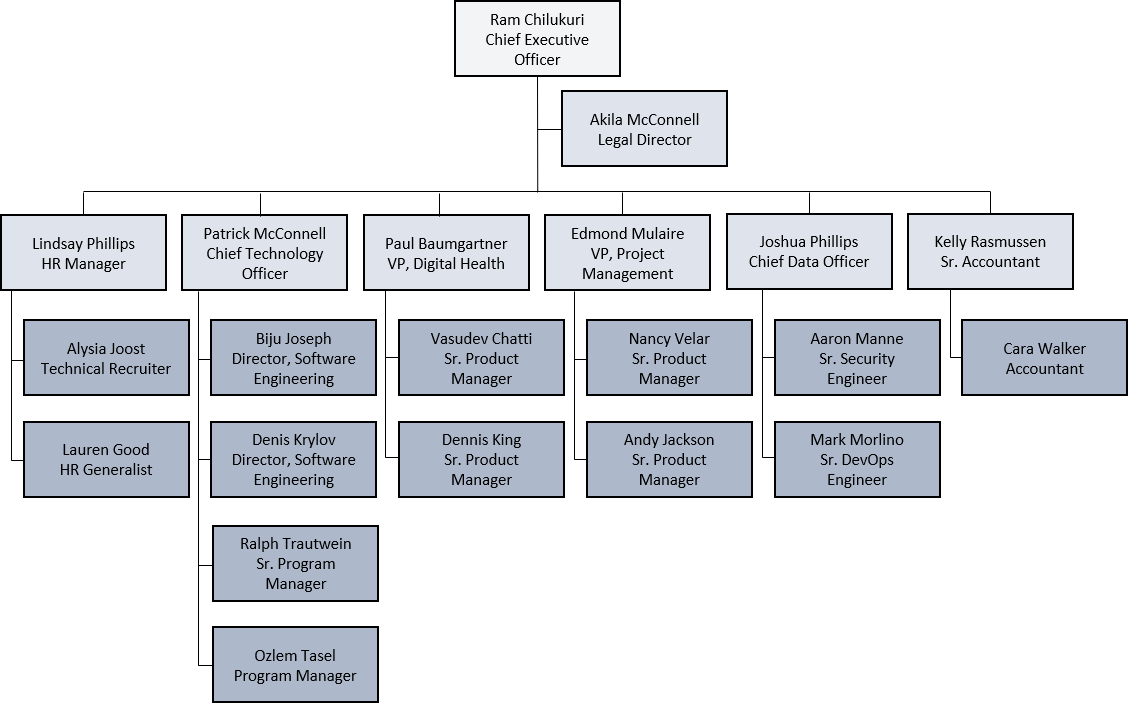 Ram Chilukuri
Chief Executive
Officer
Akila McConnell
Legal Director
Lindsay Phillips
HR Manager
Patrick McConnell
Chief Technology
Officer
Paul Baumgartner
VP, Digital Health
Edmond Mulaire
VP, Project
Management
Joshua Phillips
Chief Data Officer
Kelly Rasmussen
Sr. Accountant
Alysia Joost
Technical Recruiter
Biju Joseph
Director, Software
Engineering
Vasudev Chatti
Sr. Product
Manager
Nancy Velar
Sr. Product
Manager
Aaron Manne
Sr. Security
Engineer
Cara Walker
Accountant
Lauren Good
HR Generalist
Denis Krylov
Director, Software
Engineering
Dennis King
Sr. Product
Manager
Andy Jackson
Sr. Product
Manager
Mark Morlino
Sr. DevOps
Engineer
Ralph Trautwein
Sr. Program
Manager
Ozlem Tasel
Program Manager